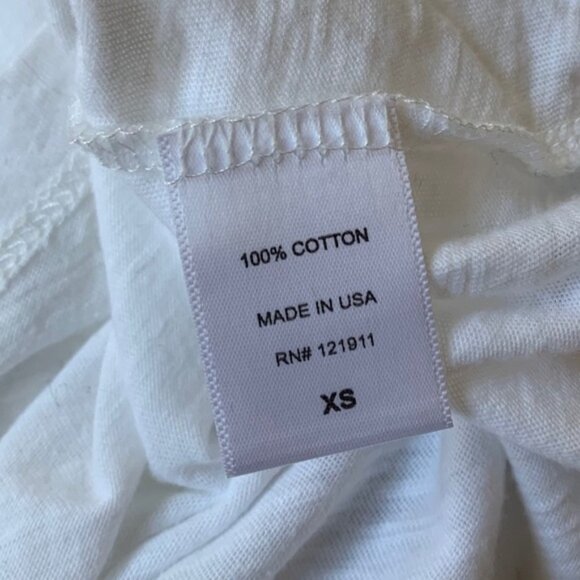 100% COTTON
MADE IN USA
RN# 121911
XS